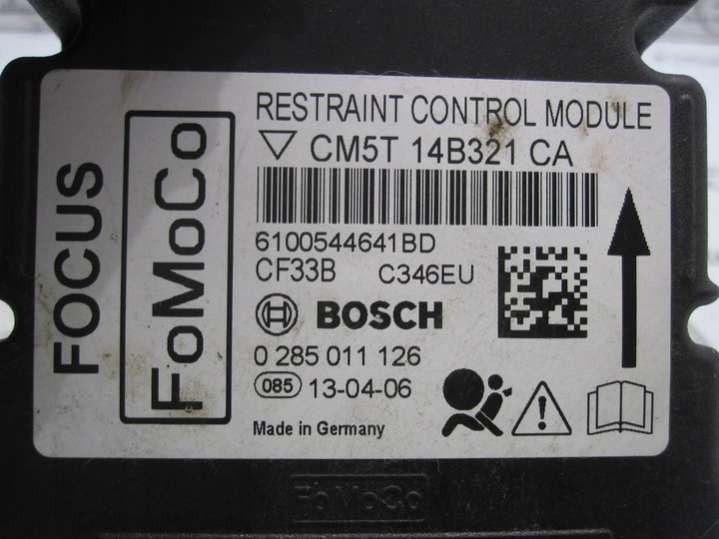 RESTRAINT CONTROL MODULE
CM5T 14B321 CA
6100544641BD
CF33B C346EU
BOSCH
0 285 011 126
085 13-04-06
Made in Germany
FOCUS
FoMoCo
FoMoCo